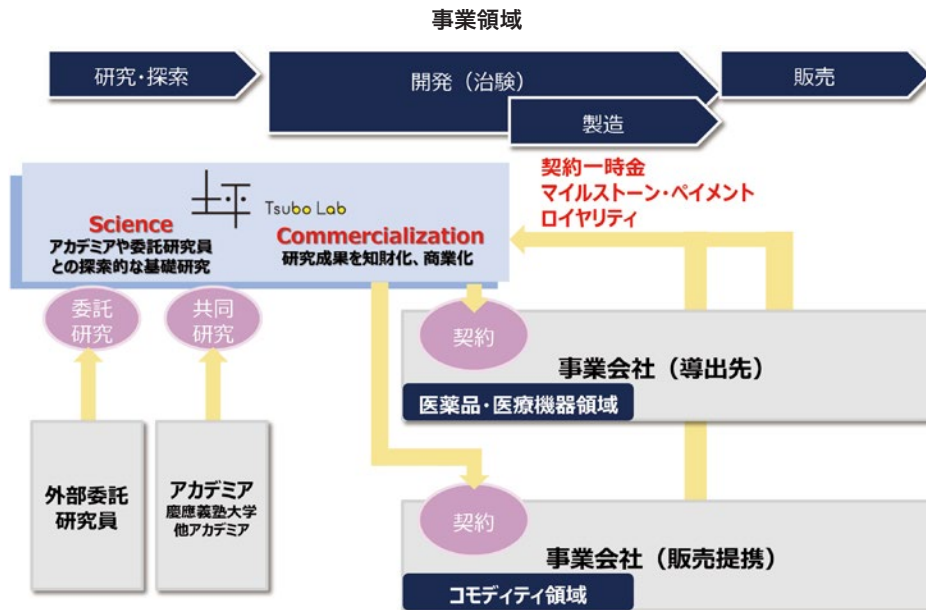 事業領域
研究・探索
開発（治験）
販売
製造
契約一時金
マイルストーン・ペイメント
ロイヤリティ
Tsubo Lab
Science
アカデミアや委託研究員
との探索的な基礎研究
Commercialization
研究成果を知財化、商業化
委託
研究
共同
研究
契約
事業会社（導出先）
医薬品・医療機器領域
外部委託
研究員
アカデミア
慶應義塾大学
他アカデミア
契約
事業会社（販売提携）
コモディティ領域